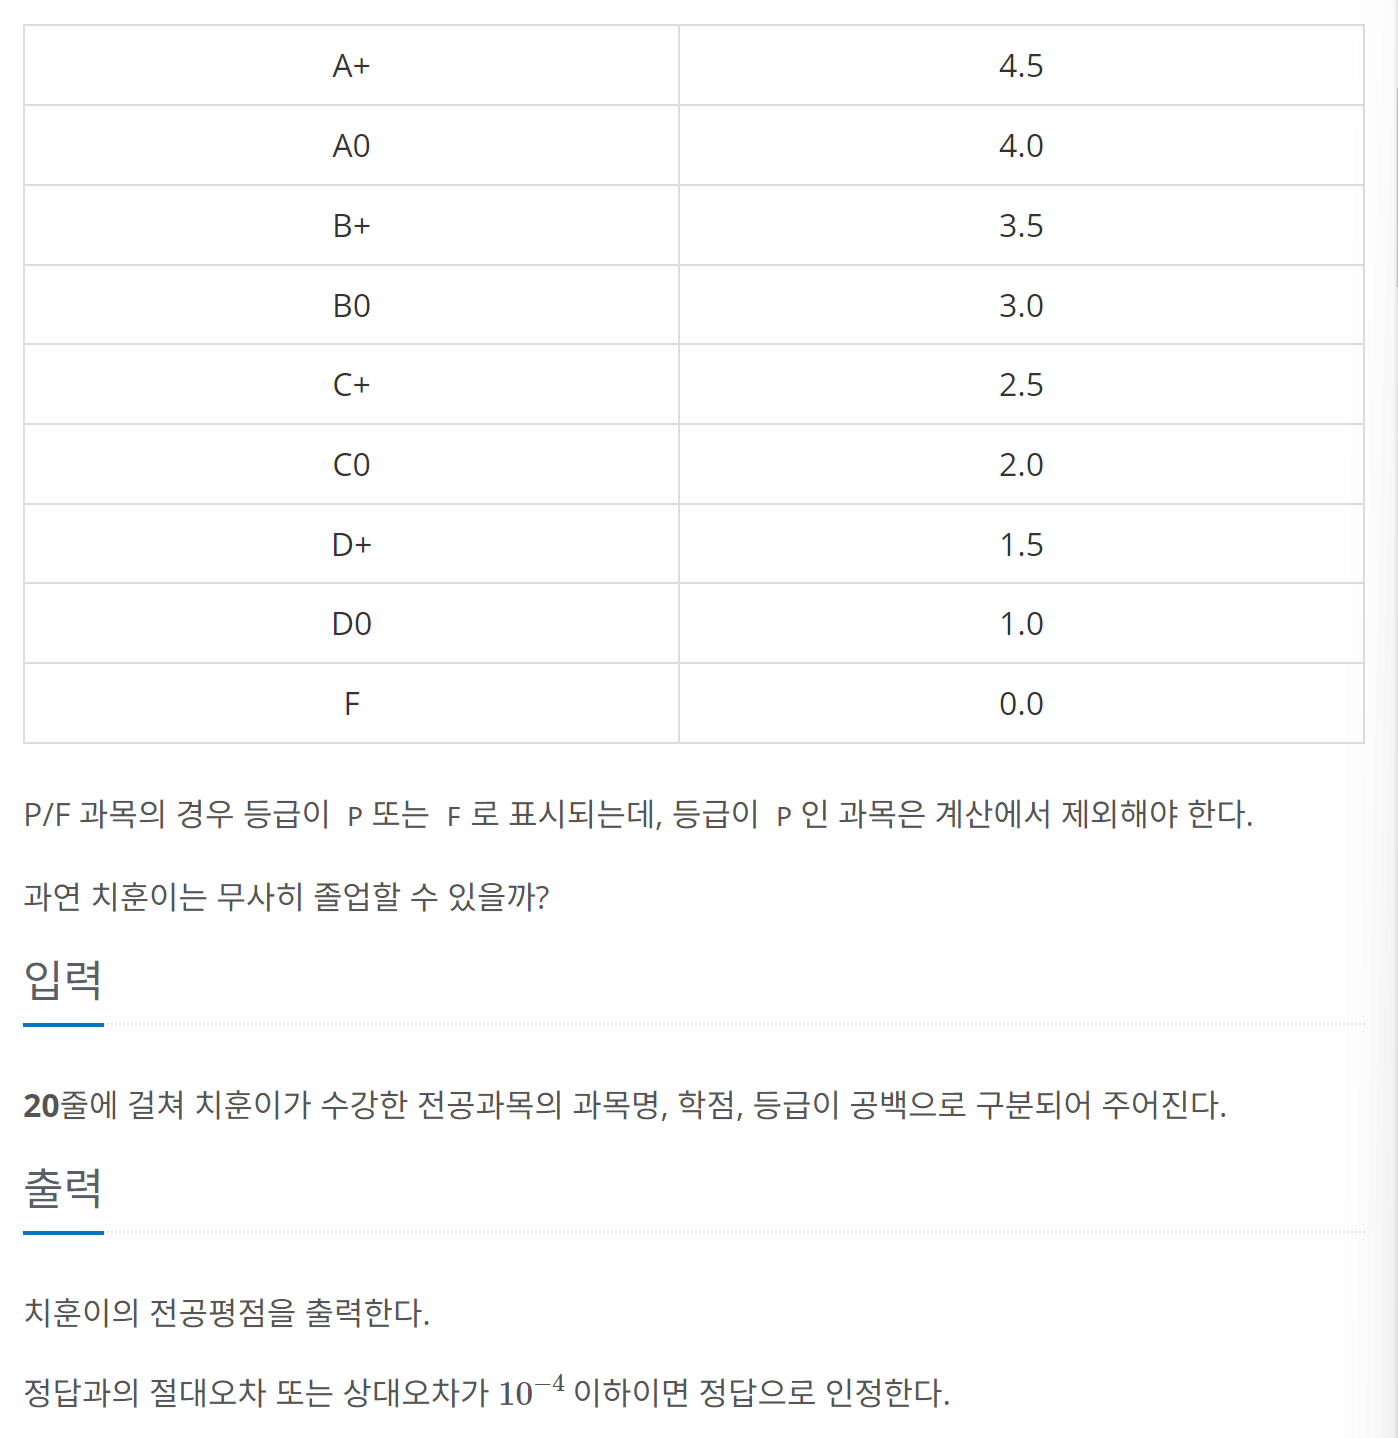 A+ 4.5
A0 4.0
B+ 3.5
B0 3.0
C+ 2.5
C0 2.0
D+ 1.5
D0 1.0
F 0.0
P/F 과목의 경우 등급이 P 또는 F 로 표시되는데, 등급이 P 인 과목은 계산에서 제외해야 한다.
과연 치훈이는 무사히 졸업할 수 있을까?
입력
20줄에 걸쳐 치훈이가 수강한 전공과목의 과목명, 학점, 등급이 공백으로 구분되어 주어진다.
출력
치훈이의 전공평점을 출력한다.
정답과의 절대오차 또는 상대오차가 10⁻⁴ 이하이면 정답으로 인정한다.